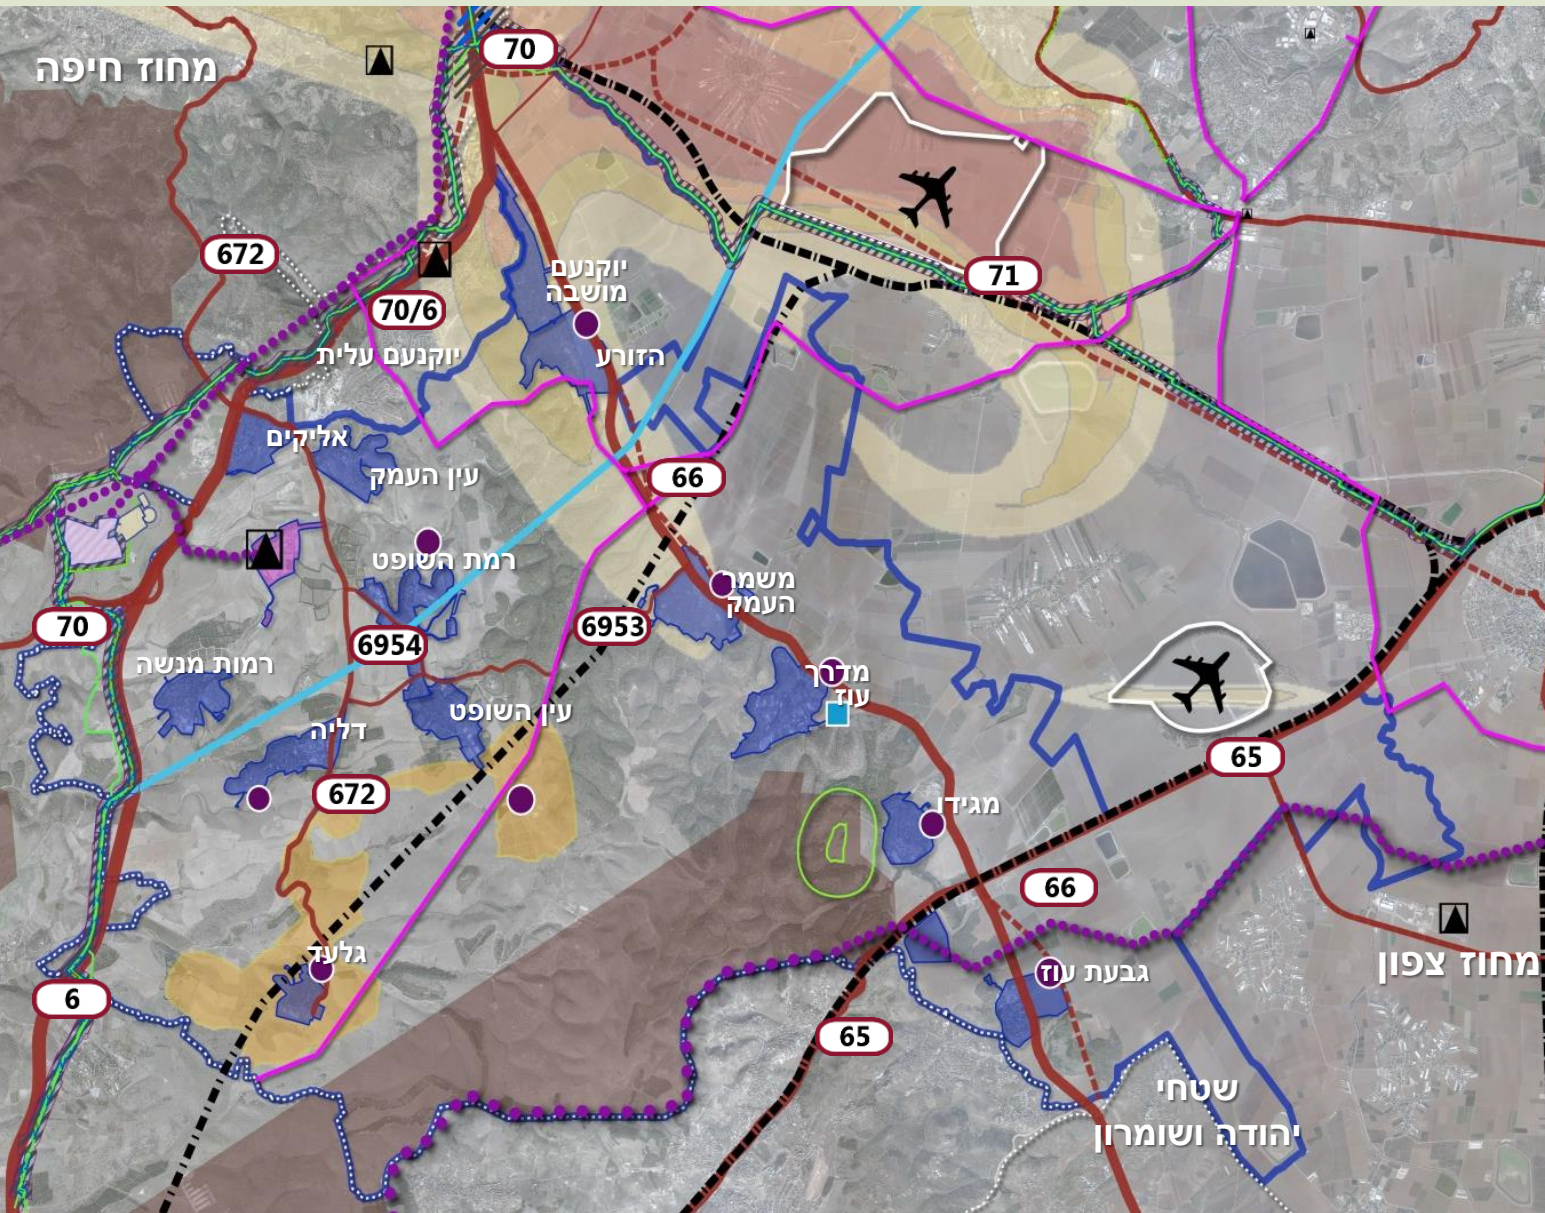 70
מחוז חיפה
672
יוקנעם
מושבה
71
70/6
יוקנעם עלית
הזורע
אליקים
עין העמק
66
רמת השופט
משמר
העמק
70
6953
6954
רמות מנשה
מדרך
עוז
עין השופט
דליה
65
672
מגידו
66
גלעד
מחוז צפון
גבעת עוז
6
65
שטחי
יהודה ושומרון